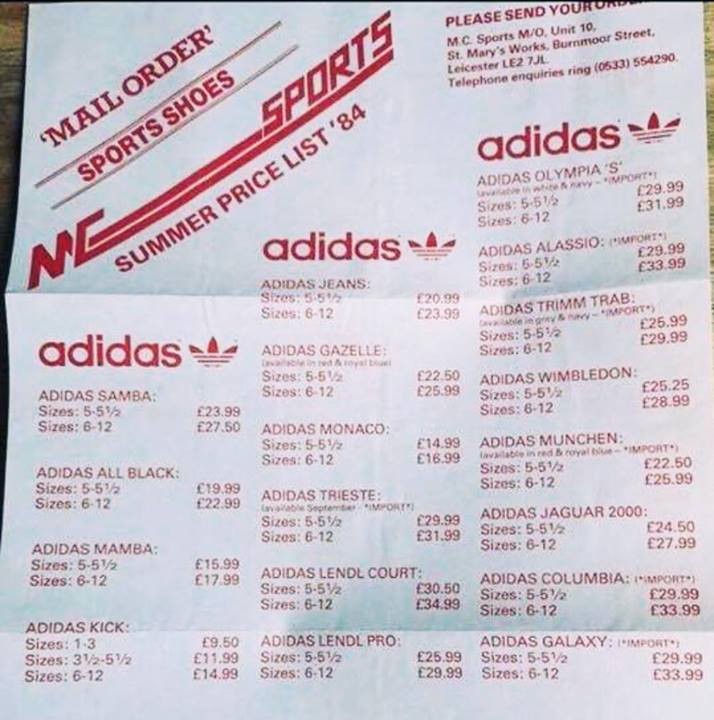 'MAIL ORDER'
SPORTS SHOES
MC SPORTS
SUMMER PRICE LIST '84
PLEASE SEND YOUR ORDER
M.C. Sports M/O, Unit 10,
St. Mary's Works, Burnmoor Street,
Leicester LE2 7JL.
Telephone enquiries ring (0533) 554290.
adidas
ADIDAS SAMBA:
Sizes: 5-5½ £23.99
Sizes: 6-12 £27.50
ADIDAS ALL BLACK:
Sizes: 5-5½ £19.99
Sizes: 6-12 £22.99
ADIDAS MAMBA:
Sizes: 5-5½ £15.99
Sizes: 6-12 £17.99
ADIDAS KICK:
Sizes: 1-3 £9.50
Sizes: 3½-5½ £11.99
Sizes: 6-12 £14.99
adidas
ADIDAS JEANS:
Sizes: 5-5½ £20.99
Sizes: 6-12 £23.99
ADIDAS GAZELLE:
(available in red & royal blue)
Sizes: 5-5½ £22.50
Sizes: 6-12 £25.99
ADIDAS MONACO:
Sizes: 5-5½ £14.99
Sizes: 6-12 £16.99
ADIDAS TRIESTE:
(available September - *IMPORT*)
Sizes: 5-5½ £29.99
Sizes: 6-12 £31.99
ADIDAS LENDL COURT:
Sizes: 5-5½ £30.50
Sizes: 6-12 £34.99
ADIDAS LENDL PRO:
Sizes: 5-5½ £25.99
Sizes: 6-12 £29.99
adidas
ADIDAS OLYMPIA 'S'
(available in white & navy - *IMPORT*)
Sizes: 5-5½ £29.99
Sizes: 6-12 £31.99
ADIDAS ALASSIO: (*IMPORT*)
Sizes: 5-5½ £29.99
Sizes: 6-12 £33.99
ADIDAS TRIMM TRAB:
(available in grey & navy - *IMPORT*)
Sizes: 5-5½ £25.99
Sizes: 6-12 £29.99
ADIDAS WIMBLEDON:
Sizes: 5-5½ £25.25
Sizes: 6-12 £28.99
ADIDAS MUNCHEN:
(available in red & royal blue - *IMPORT*)
Sizes: 5-5½ £22.50
Sizes: 6-12 £25.99
ADIDAS JAGUAR 2000:
Sizes: 5-5½ £24.50
Sizes: 6-12 £27.99
ADIDAS COLUMBIA: (*IMPORT*)
Sizes: 5-5½ £29.99
Sizes: 6-12 £33.99
ADIDAS GALAXY: (*IMPORT*)
Sizes: 5-5½ £29.99
Sizes: 6-12 £33.99